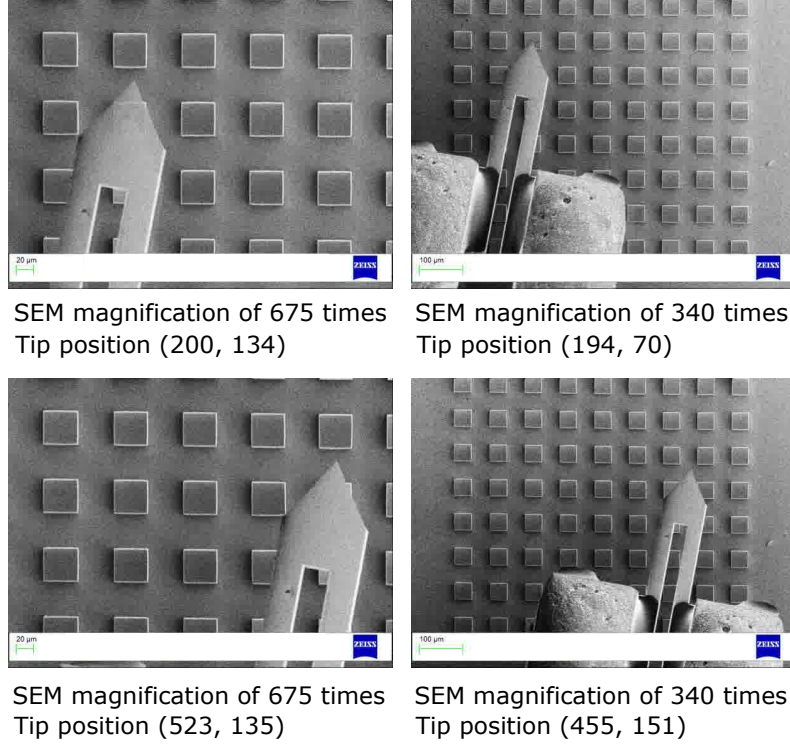 20 µm
ZEISS
100 µm
ZEISS
SEM magnification of 675 times
Tip position (200, 134)
SEM magnification of 340 times
Tip position (194, 70)
20 µm
ZEISS
100 µm
ZEISS
SEM magnification of 675 times
Tip position (523, 135)
SEM magnification of 340 times
Tip position (455, 151)